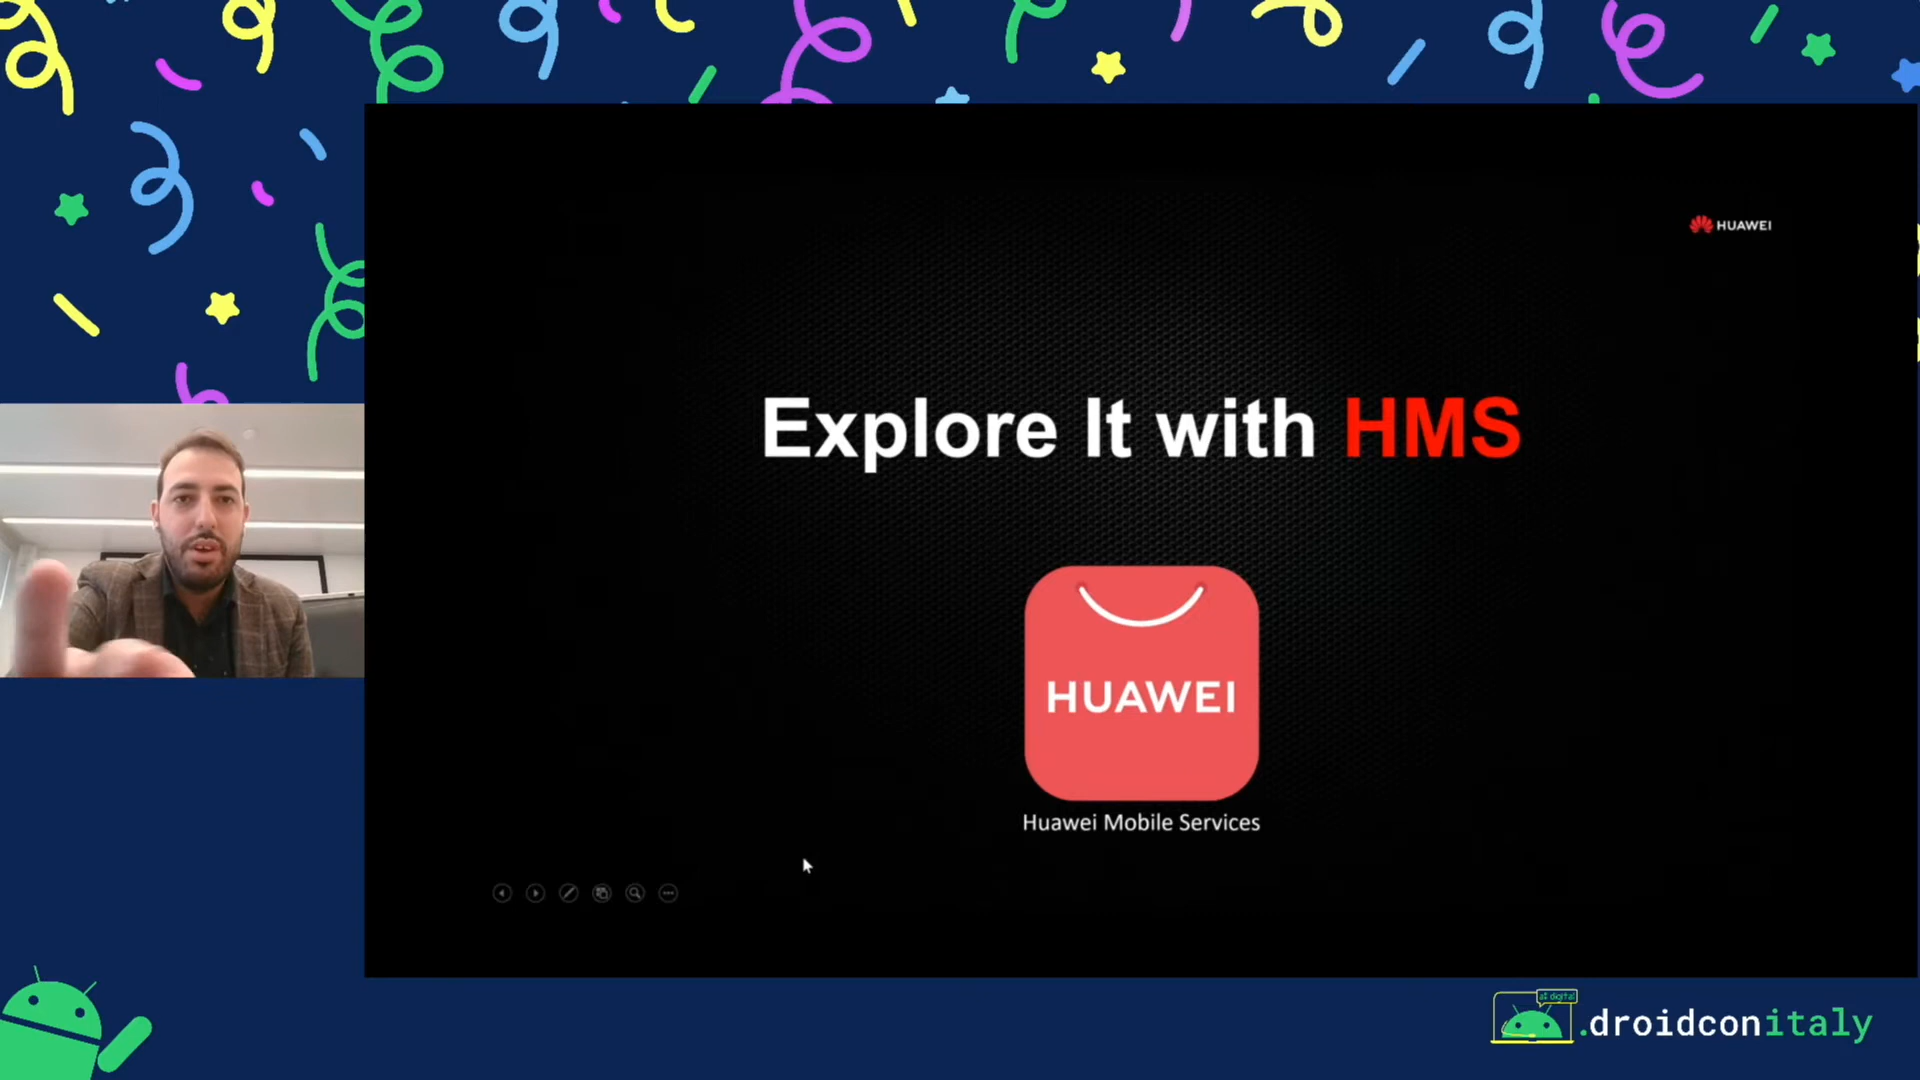 HUAWEI
Explore It with HMS
HUAWEI
Huawei Mobile Services
.droidconitaly